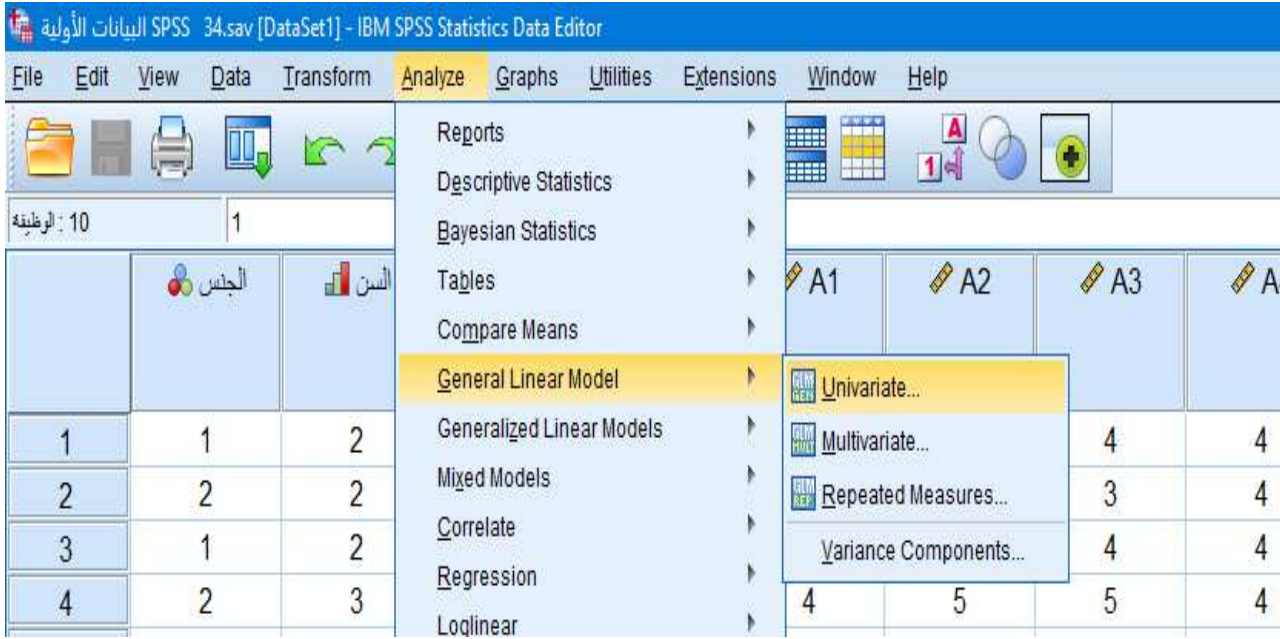 البيانات الأولية SPSS 34.sav [DataSet1] - IBM SPSS Statistics Data Editor
File Edit View Data Transform Analyze Graphs Utilities Extensions Window Help
10 : الوظيفة 1
الجنس السن A1 A2 A3 A
Reports
Descriptive Statistics
Bayesian Statistics
Tables
Compare Means
General Linear Model
Generalized Linear Models
Mixed Models
Correlate
Regression
Loglinear
Univariate...
Multivariate...
Repeated Measures...
Variance Components...
1 1 2 4 4
2 2 2 3 4
3 1 2 4 4
4 2 3 4 5 5 4